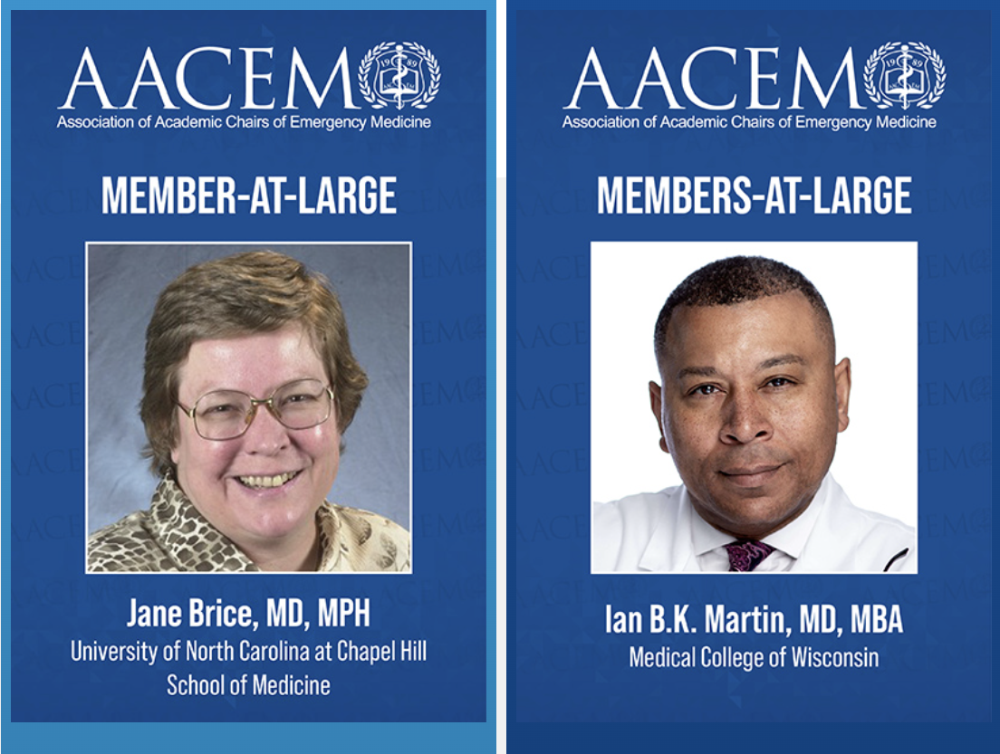 AACEM
1989
Association of Academic Chairs of Emergency Medicine
MEMBER-AT-LARGE
Jane Brice, MD, MPH
University of North Carolina at Chapel Hill
School of Medicine
AACEM
1989
Association of Academic Chairs of Emergency Medicine
MEMBERS-AT-LARGE
Ian B.K. Martin, MD, MBA
Medical College of Wisconsin